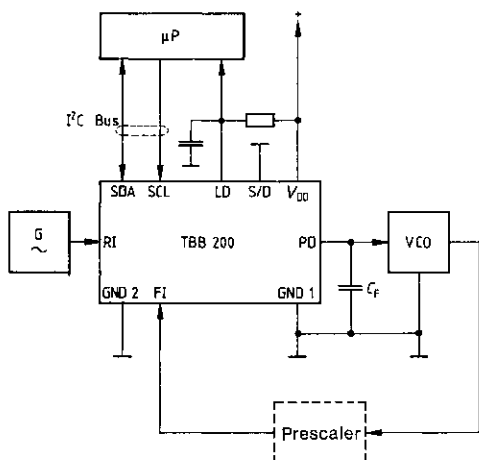 µP
+
I²C Bus
SDA SCL LD S/D V_DD
G
~
RI TBB 200 PD
VCO
GND 2 FI GND 1
C_F
Prescaler